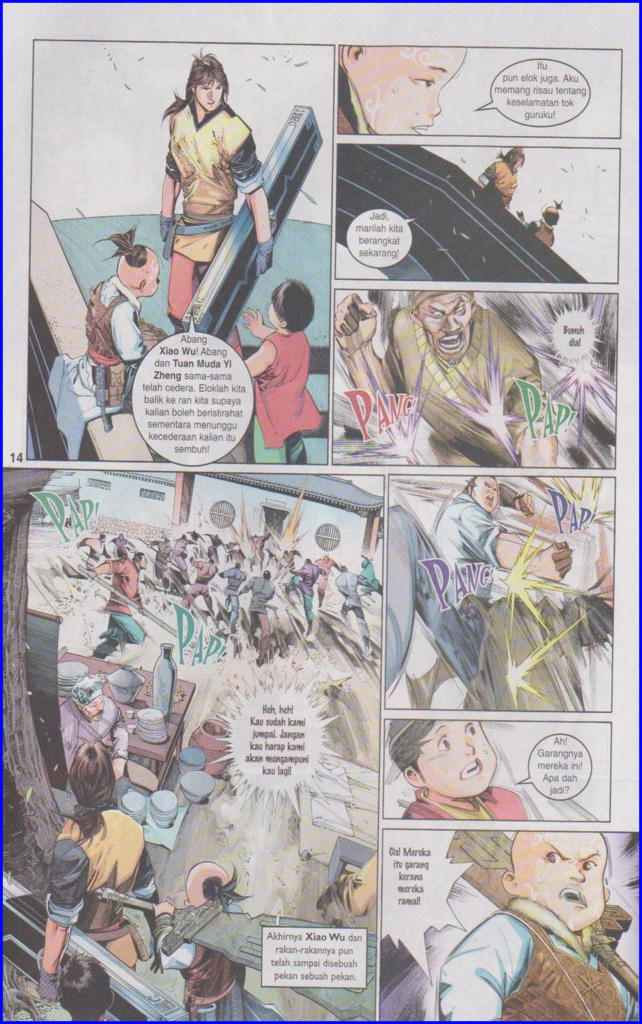 Abang
Xiao Wu! Abang
dan Tuan Muda Yi
Zheng sama-sama
telah cedera. Eloklah kita
balik ke ran kita supaya
kalian boleh beristirahat
sementara menunggu
kecederaan kalian itu
sembuh!
Itu
pun elok juga. Aku
memang risau tentang
keselamatan tok
guruku!
Jadi,
marilah kita
berangkat
sekarang!
Bunuh
dia!
PANG!
PAP!
14
PAP!
PAP!
Heh, heh!
Kau sudah kami
jumpai. Jangan
kau harap kami
akan mengampuni
kau lagi!
Akhirnya Xiao Wu dan
rakan-rakannya pun
telah sampai disebuah
pekan sebuah pekan.
PAP!
PANG!
Ah!
Garangnya
mereka ini!
Apa dah
jadi?
Cis! Mereka
itu garang
kerana
mereka
ramai!